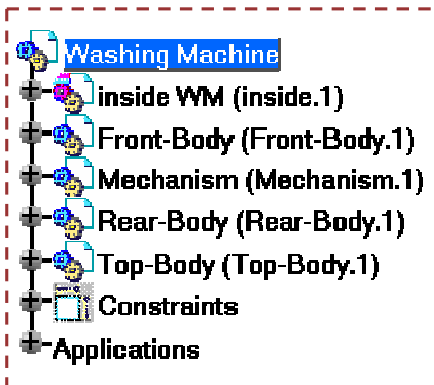 Washing Machine
inside WM (inside.1)
Front-Body (Front-Body.1)
Mechanism (Mechanism.1)
Rear-Body (Rear-Body.1)
Top-Body (Top-Body.1)
Constraints
Applications